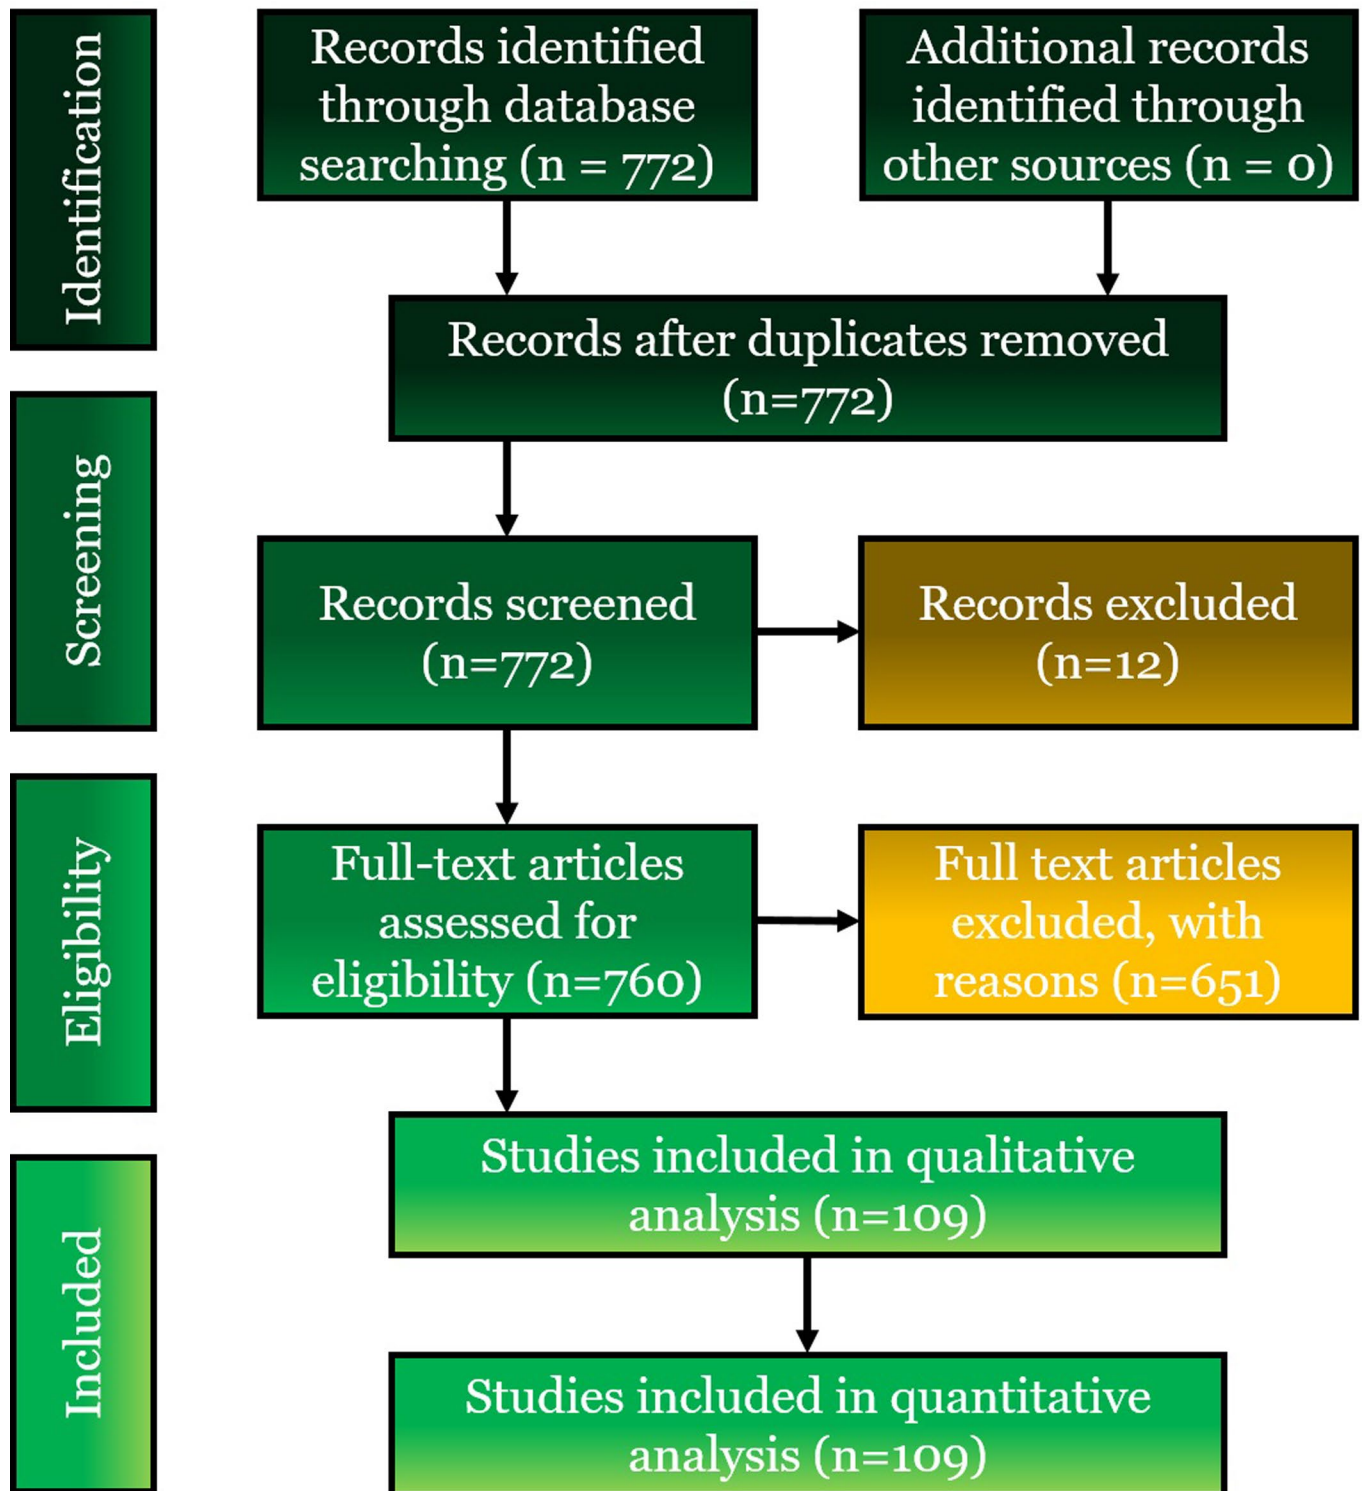 Identification
Records identified
through database
searching (n = 772)
Additional records
identified through
other sources (n = 0)
Records after duplicates removed
(n=772)
Screening
Records screened
(n=772)
Records excluded
(n=12)
Eligibility
Full-text articles
assessed for
eligibility (n=760)
Full text articles
excluded, with
reasons (n=651)
Included
Studies included in qualitative
analysis (n=109)
Studies included in quantitative
analysis (n=109)